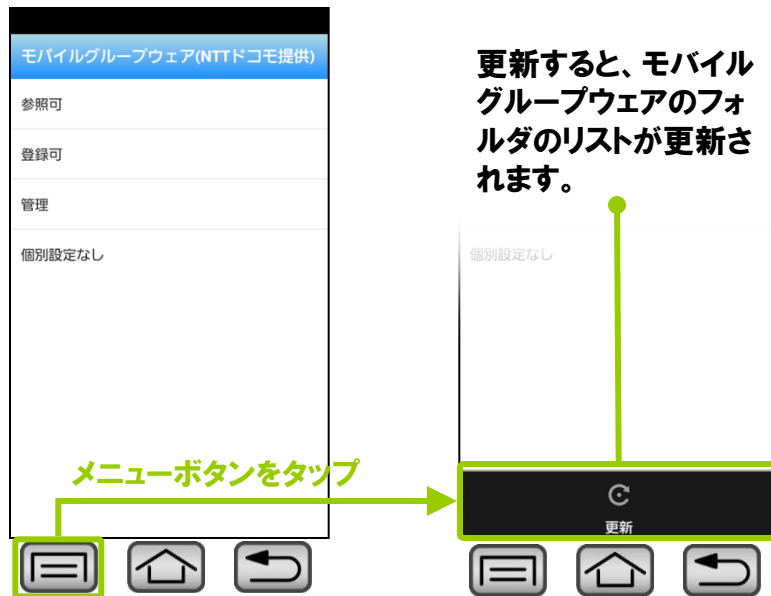 モバイルグループウェア(NTTドコモ提供)
参照可
登録可
管理
個別設定なし
メニューボタンをタップ
更新すると、モバイル
グループウェアのフォ
ルダのリストが更新さ
れます。
個別設定なし
更新